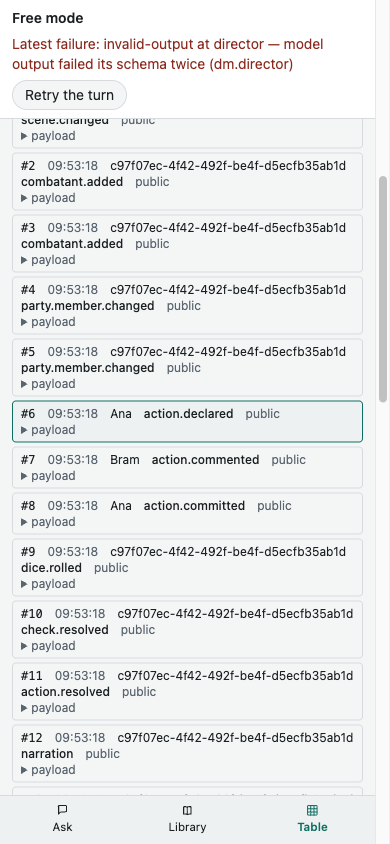 Free mode
Latest failure: invalid-output at director — model
output failed its schema twice (dm.director)
Retry the turn
scene.changed public
payload
#2 09:53:18 c97f07ec-4f42-492f-be4f-d5ecfb35ab1d
combatant.added public
payload
#3 09:53:18 c97f07ec-4f42-492f-be4f-d5ecfb35ab1d
combatant.added public
payload
#4 09:53:18 c97f07ec-4f42-492f-be4f-d5ecfb35ab1d
party.member.changed public
payload
#5 09:53:18 c97f07ec-4f42-492f-be4f-d5ecfb35ab1d
party.member.changed public
payload
#6 09:53:18 Ana action.declared public
payload
#7 09:53:18 Bram action.commented public
payload
#8 09:53:18 Ana action.committed public
payload
#9 09:53:18 c97f07ec-4f42-492f-be4f-d5ecfb35ab1d
dice.rolled public
payload
#10 09:53:18 c97f07ec-4f42-492f-be4f-d5ecfb35ab1d
check.resolved public
payload
#11 09:53:18 c97f07ec-4f42-492f-be4f-d5ecfb35ab1d
action.resolved public
payload
#12 09:53:18 c97f07ec-4f42-492f-be4f-d5ecfb35ab1d
narration public
payload
Ask Library Table